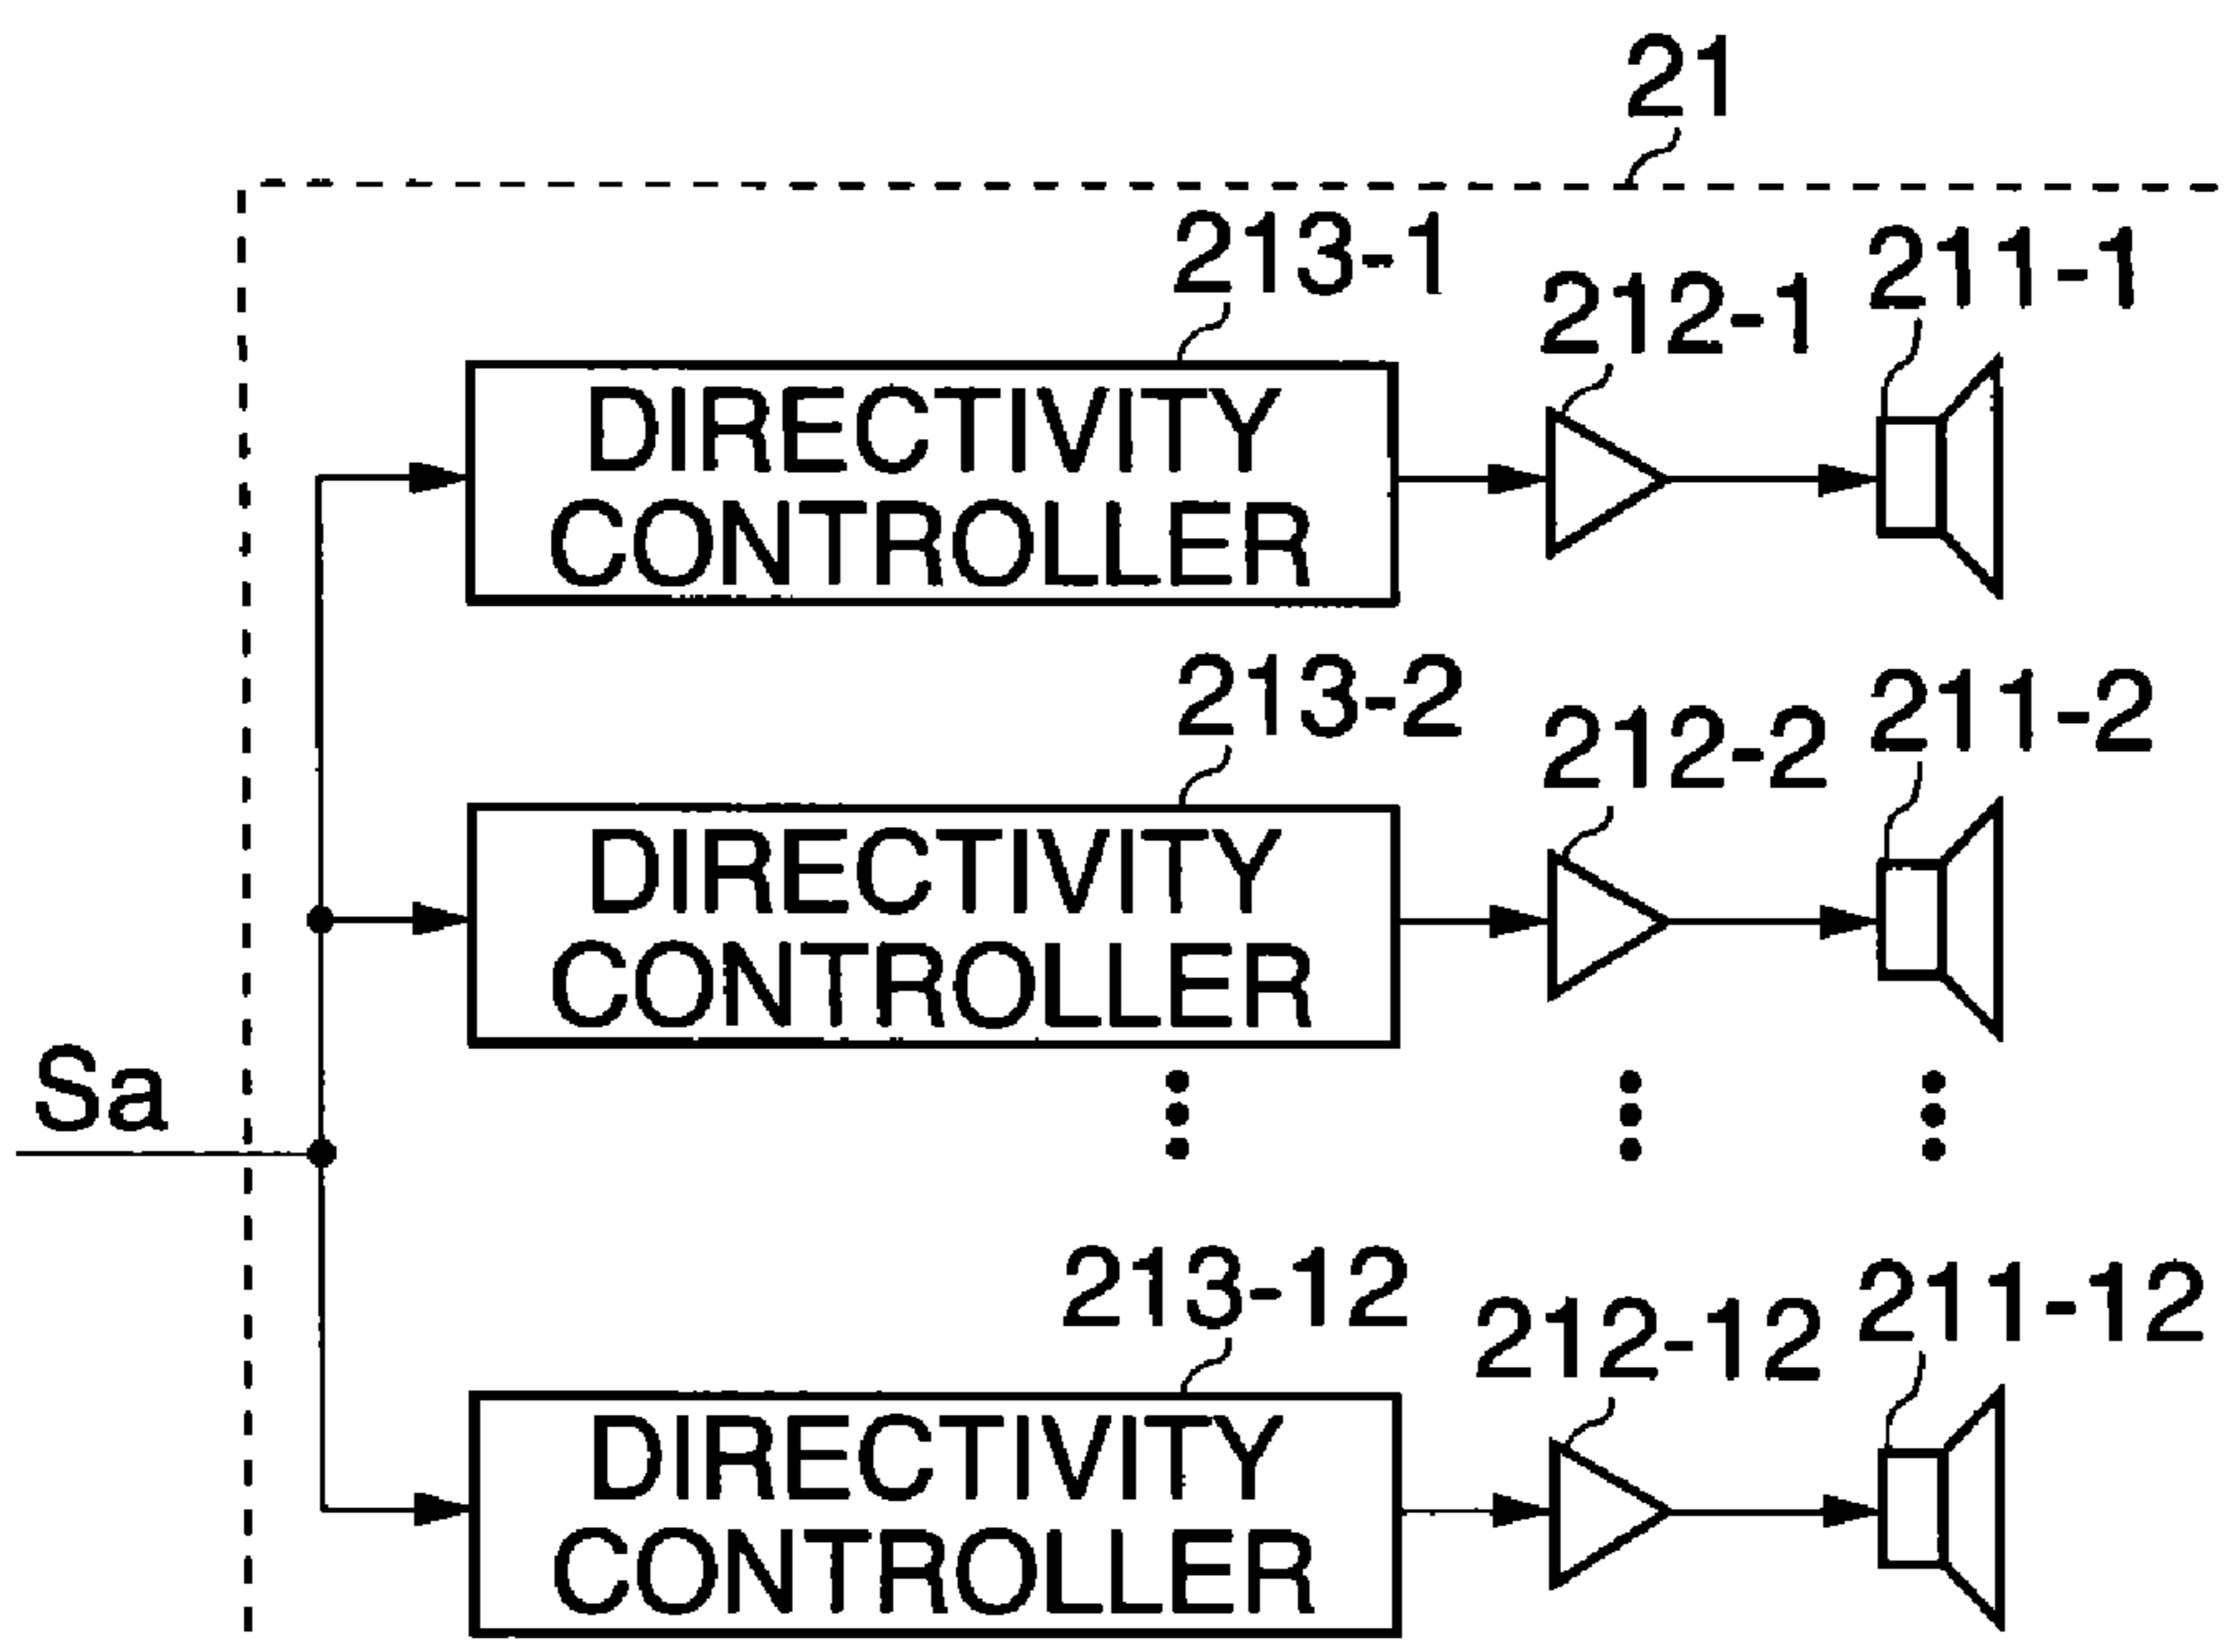 21
213-1
212-1
211-1
DIRECTIVITY
CONTROLLER
213-2
212-2
211-2
DIRECTIVITY
CONTROLLER
Sa
213-12
212-12
211-12
DIRECTIVITY
CONTROLLER